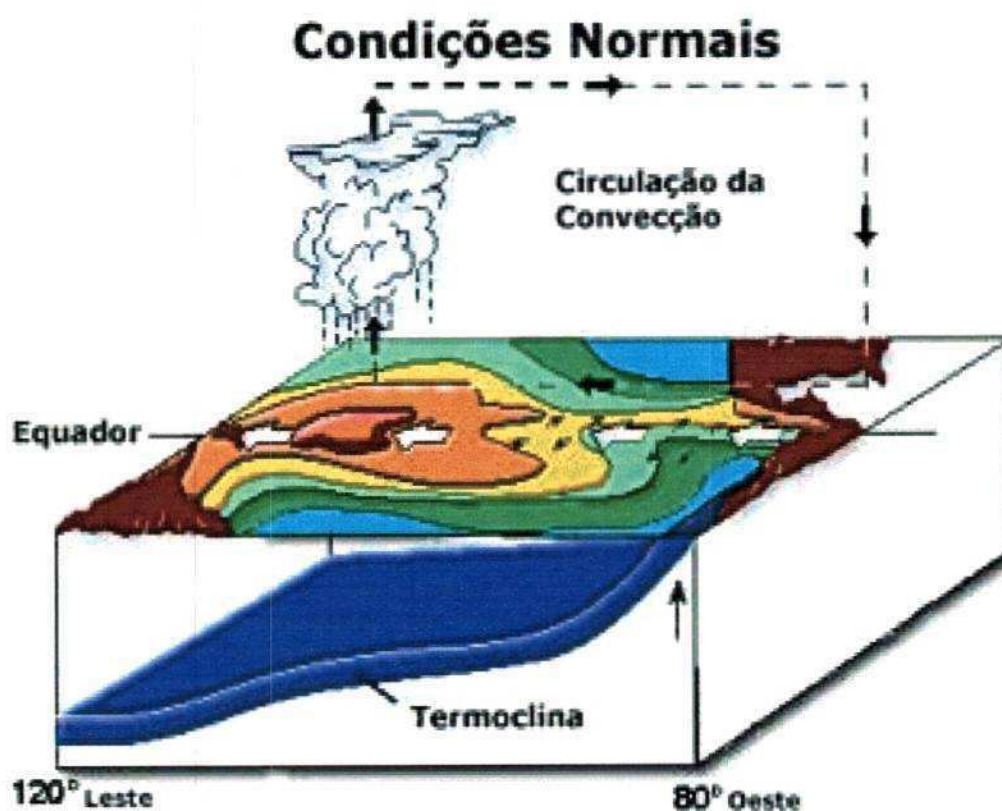 Condições Normais
Circulação da
Convecção
Equador
Termoclina
120° Leste
80° Oeste